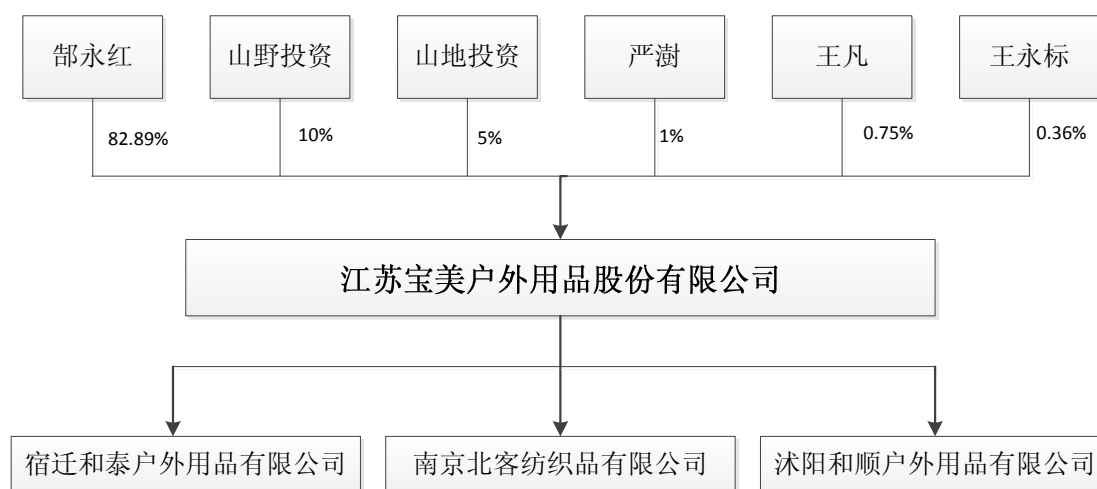 郜永红
山野投资
山地投资
严澍
王凡
王永标
82.89%
10%
5%
1%
0.75%
0.36%
江苏宝美户外用品股份有限公司
宿迁和泰户外用品有限公司
南京北客纺织品有限公司
沭阳和顺户外用品有限公司